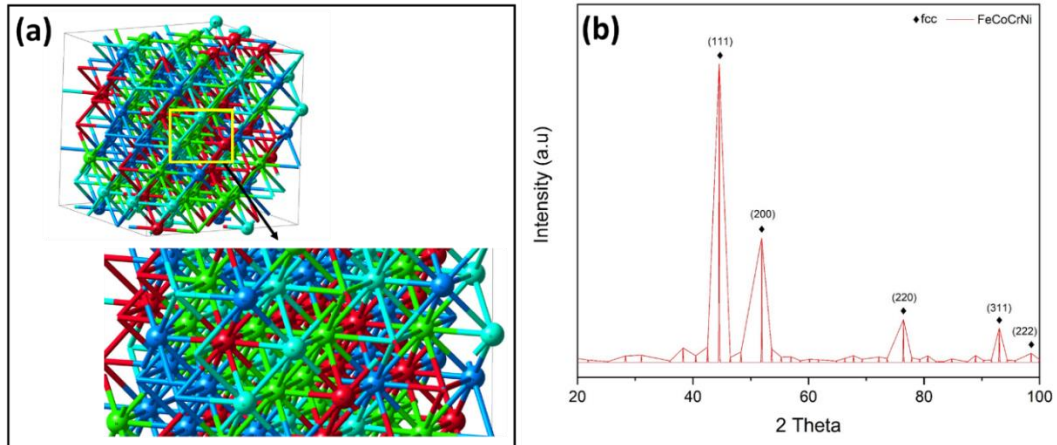 (a)
(b)
◆ fcc — FeCoCrNi
(111)
(200)
(220)
(311)
(222)
Intensity (a.u)
20 40 60 80 100
2 Theta